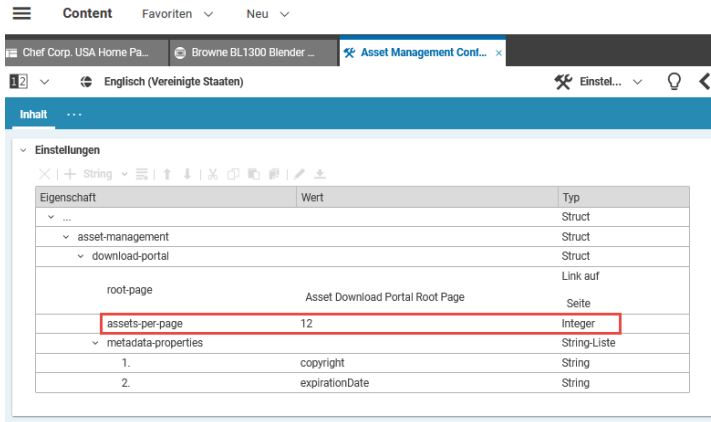 Content Favoriten Neu
Chef Corp. USA Home Pa... Browne BL1300 Blender ... Asset Management Conf... ×
12 Englisch (Vereinigte Staaten) Einstel...
Inhalt ...
Einstellungen
String
Eigenschaft Wert Typ
... Struct
asset-management Struct
download-portal Struct
root-page Asset Download Portal Root Page Link auf Seite
assets-per-page 12 Integer
metadata-properties String-Liste
1. copyright String
2. expirationDate String